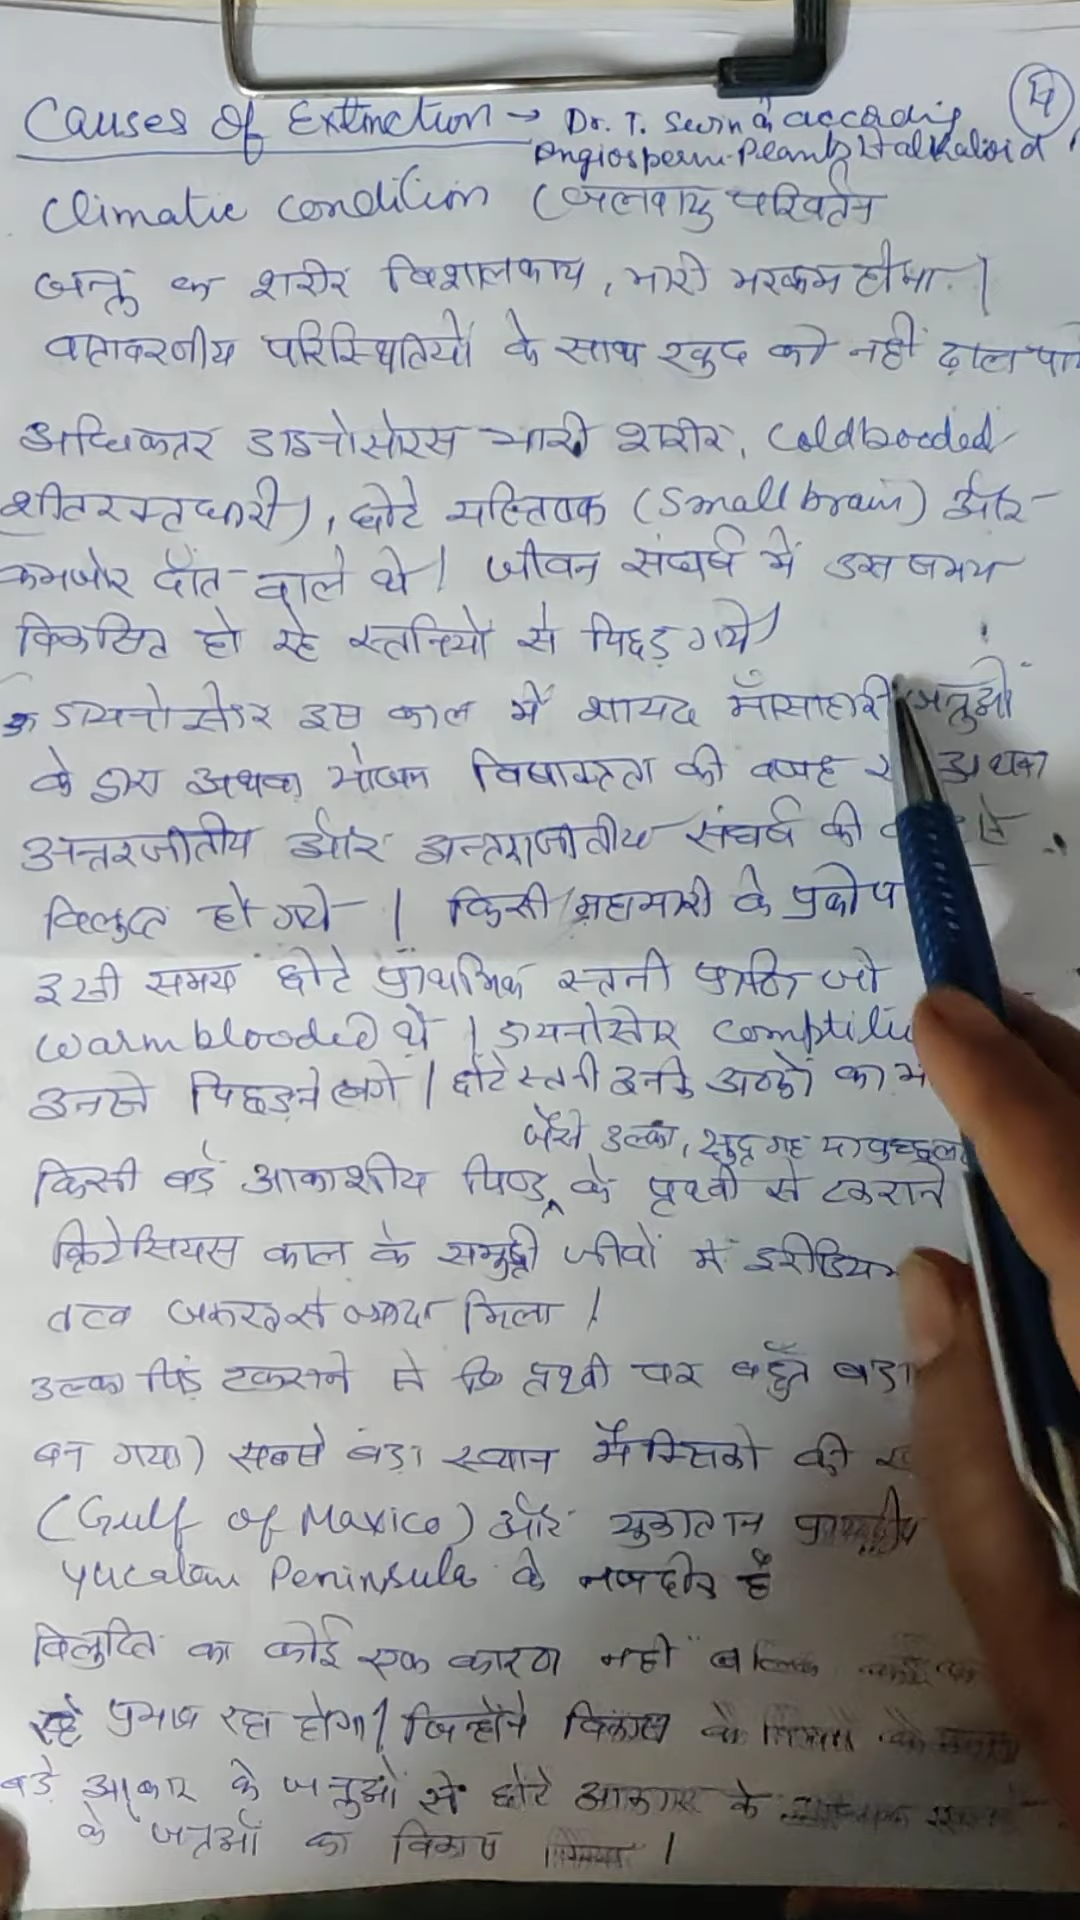 4
Causes of Extinction → Dr. T. according
Angiosperm Plants alkaloid
Climatic condition (जलवायु परिवर्तन
जन्तु का शरीर विशालकाय, भारी भरकम होना |
वातावरणीय परिस्थितियों के साथ खुद को नहीं ढाल पाये
अधिकतर डाइनोसोरस भारी शरीर, Coldbooded
शीतरक्तधारी), छोटे मस्तिष्क (Small brain) और
कमजोर दाँत वाले थे | जीवन संघर्ष में उस समय
विकसित हो रहे स्तनियों से पिछड़ गये |
डायनोसोर इस काल में शायद माँसाहारी जन्तुओं
के द्वारा अथवा भोजन विषाक्तता की वजह अथवा
अन्तरजातीय और अन्तराजातीय संघर्ष की से
विलुप्त हो गये | किसी महामारी के प्रकोप
इसी समय छोटे प्राथमिक स्तनी प्राणि जो
warmblooded थे | डायनोसोर
उनसे पिछड़ने लगे | छोटे स्तनी इनके अण्डों का
जैसे उल्का, क्षुद्र ग्रह या
किसी बड़े आकाशीय पिण्ड के पृथ्वी से टकराने
क्रिटेसियस काल के समुद्री जीवों में
तत्व जरूरत से ज्यादा मिला |
उल्का पिंड टकराने से कि पृथ्वी पर बहुत बड़ा
बन गया) सबसे बड़ा स्थान मैक्सिको की
(Gulf of Maxico) और युकातान
Yucatan Peninsula के नजदीक है
विलुप्ति का कोई एक कारण नहीं बल्कि
प्रभाव रहा होगा | जिन्होंने विकास के
बड़े आकार के जन्तुओं से छोटे आकार के
के जन्तुओं का विकास किया |